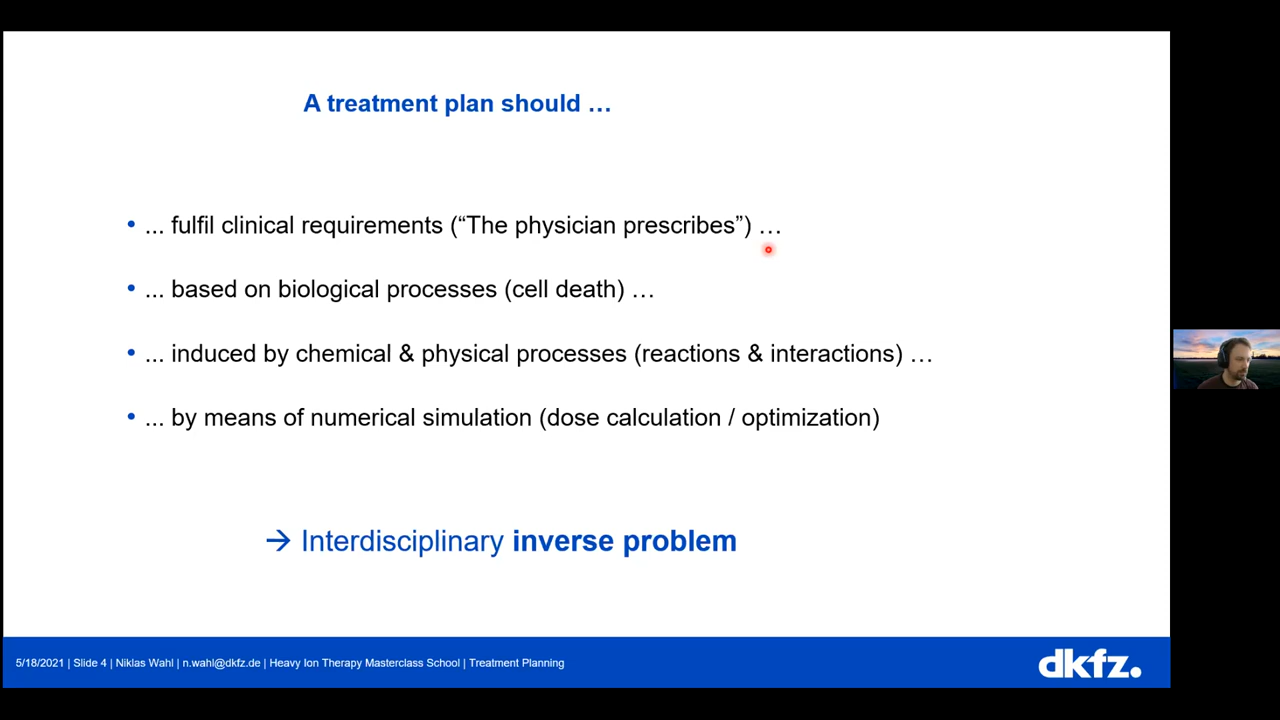 A treatment plan should …
• ... fulfil clinical requirements (“The physician prescribes”) …
• ... based on biological processes (cell death) …
• ... induced by chemical & physical processes (reactions & interactions) …
• ... by means of numerical simulation (dose calculation / optimization)
→ Interdisciplinary inverse problem
5/18/2021 | Slide 4 | Niklas Wahl | n.wahl@dkfz.de | Heavy Ion Therapy Masterclass School | Treatment Planning
dkfz.